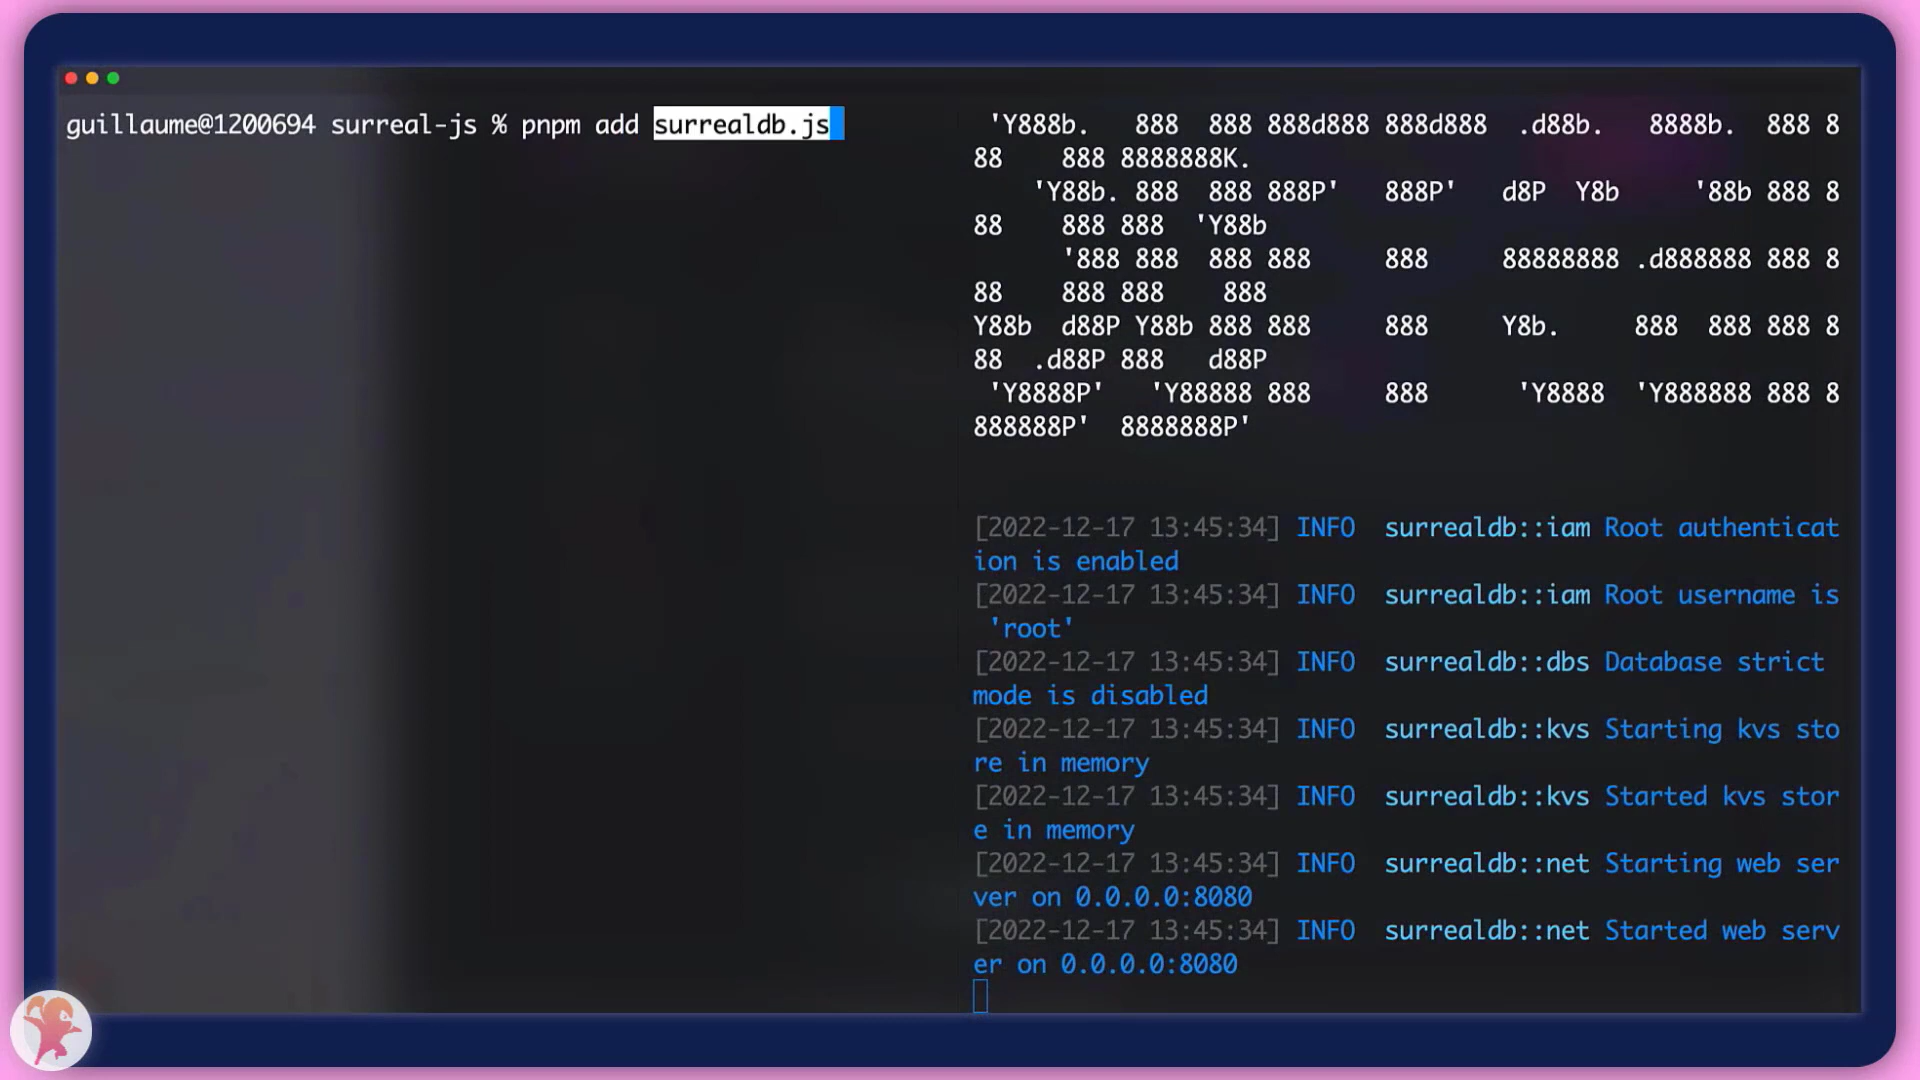 guillaume@1200694 surreal-js % pnpm add surrealdb.js
'Y888b.   888  888 888d888 888d888  .d88b.   8888b.  888 8
88    888 8888888K.
'Y88b. 888  888 888P'   888P'   d8P  Y8b     '88b 888 8
88    888 888  'Y88b
'888 888  888 888     888     88888888 .d888888 888 8
88    888 888    888
Y88b  d88P Y88b 888 888     888     Y8b.     888  888 888 8
88  .d88P 888   d88P
'Y8888P'   'Y88888 888     888      'Y8888  'Y888888 888 8
888888P'  8888888P'
[2022-12-17 13:45:34] INFO  surrealdb::iam Root authenticat
ion is enabled
[2022-12-17 13:45:34] INFO  surrealdb::iam Root username is
'root'
[2022-12-17 13:45:34] INFO  surrealdb::dbs Database strict
mode is disabled
[2022-12-17 13:45:34] INFO  surrealdb::kvs Starting kvs sto
re in memory
[2022-12-17 13:45:34] INFO  surrealdb::kvs Started kvs stor
e in memory
[2022-12-17 13:45:34] INFO  surrealdb::net Starting web ser
ver on 0.0.0.0:8080
[2022-12-17 13:45:34] INFO  surrealdb::net Started web serv
er on 0.0.0.0:8080